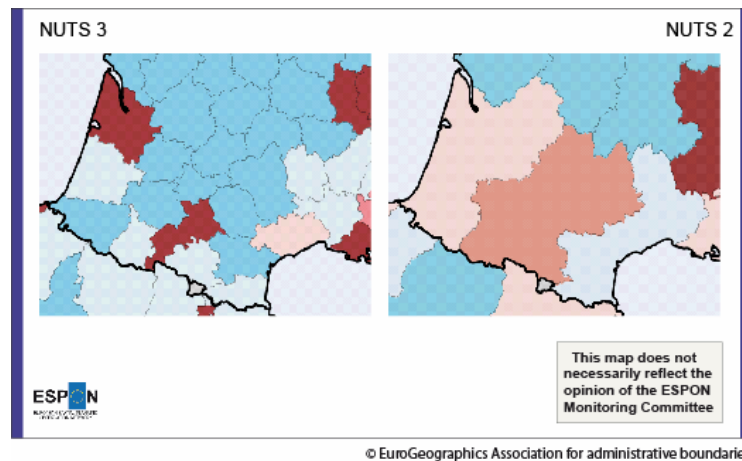 NUTS 3
NUTS 2
This map does not
necessarily reflect the
opinion of the ESPON
Monitoring Committee
ESPON
© EuroGeographics Association for administrative boundarie